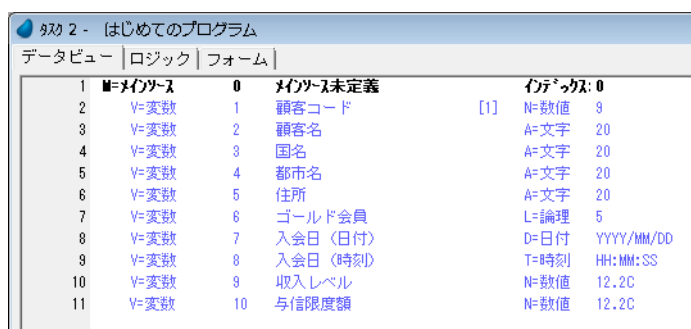 ﾀｽｸ 2 - はじめてのプログラム
データビュー ロジック フォーム
1 M=ﾒｲﾝｿｰｽ 0 ﾒｲﾝｿｰｽ未定義 ｲﾝﾃﾞｯｸｽ: 0
2 V=変数 1 顧客コード [1] N=数値 9
3 V=変数 2 顧客名 A=文字 20
4 V=変数 3 国名 A=文字 20
5 V=変数 4 都市名 A=文字 20
6 V=変数 5 住所 A=文字 20
7 V=変数 6 ゴールド会員 L=論理 5
8 V=変数 7 入会日（日付） D=日付 YYYY/MM/DD
9 V=変数 8 入会日（時刻） T=時刻 HH:MM:SS
10 V=変数 9 収入レベル N=数値 12.2C
11 V=変数 10 与信限度額 N=数値 12.2C